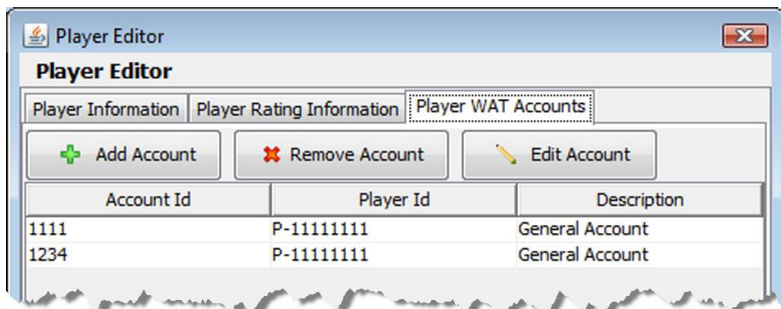 Player Editor
Player Editor
Player Information Player Rating Information Player WAT Accounts
Add Account Remove Account Edit Account
Account Id Player Id Description
1111 P-11111111 General Account
1234 P-11111111 General Account